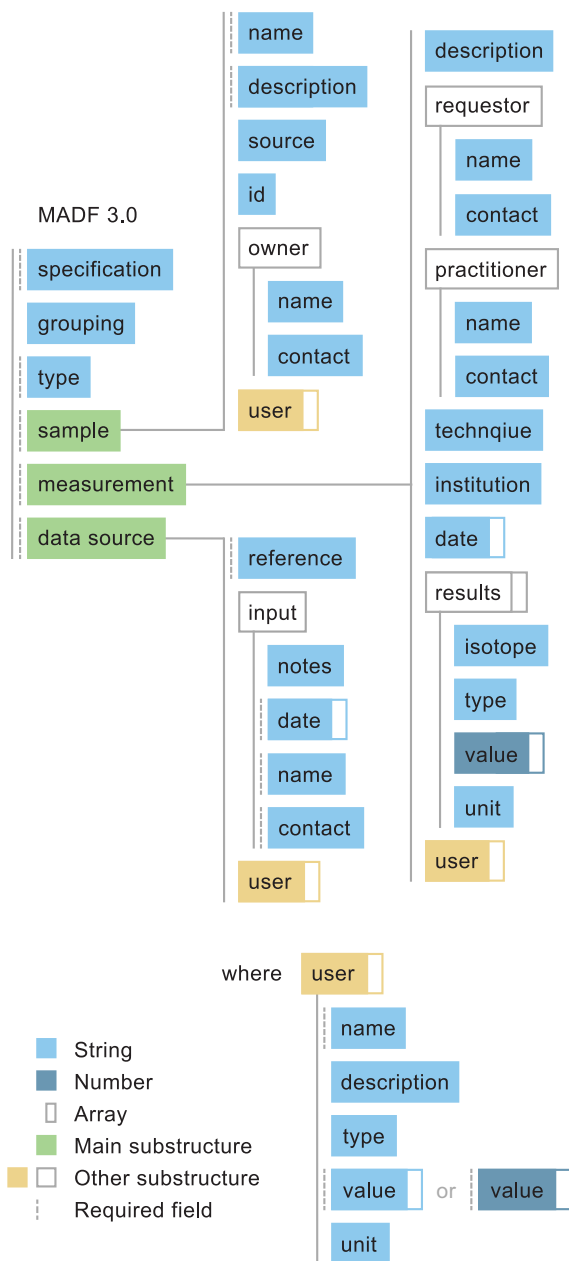 MADF 3.0
specification
grouping
type
sample
measurement
data source
name
description
source
id
owner
name
contact
user
description
requestor
name
contact
practitioner
name
contact
technqiue
institution
date
results
isotope
type
value
unit
user
reference
input
notes
date
name
contact
user
where user
name
description
type
value or value
unit
String
Number
Array
Main substructure
Other substructure
Required field